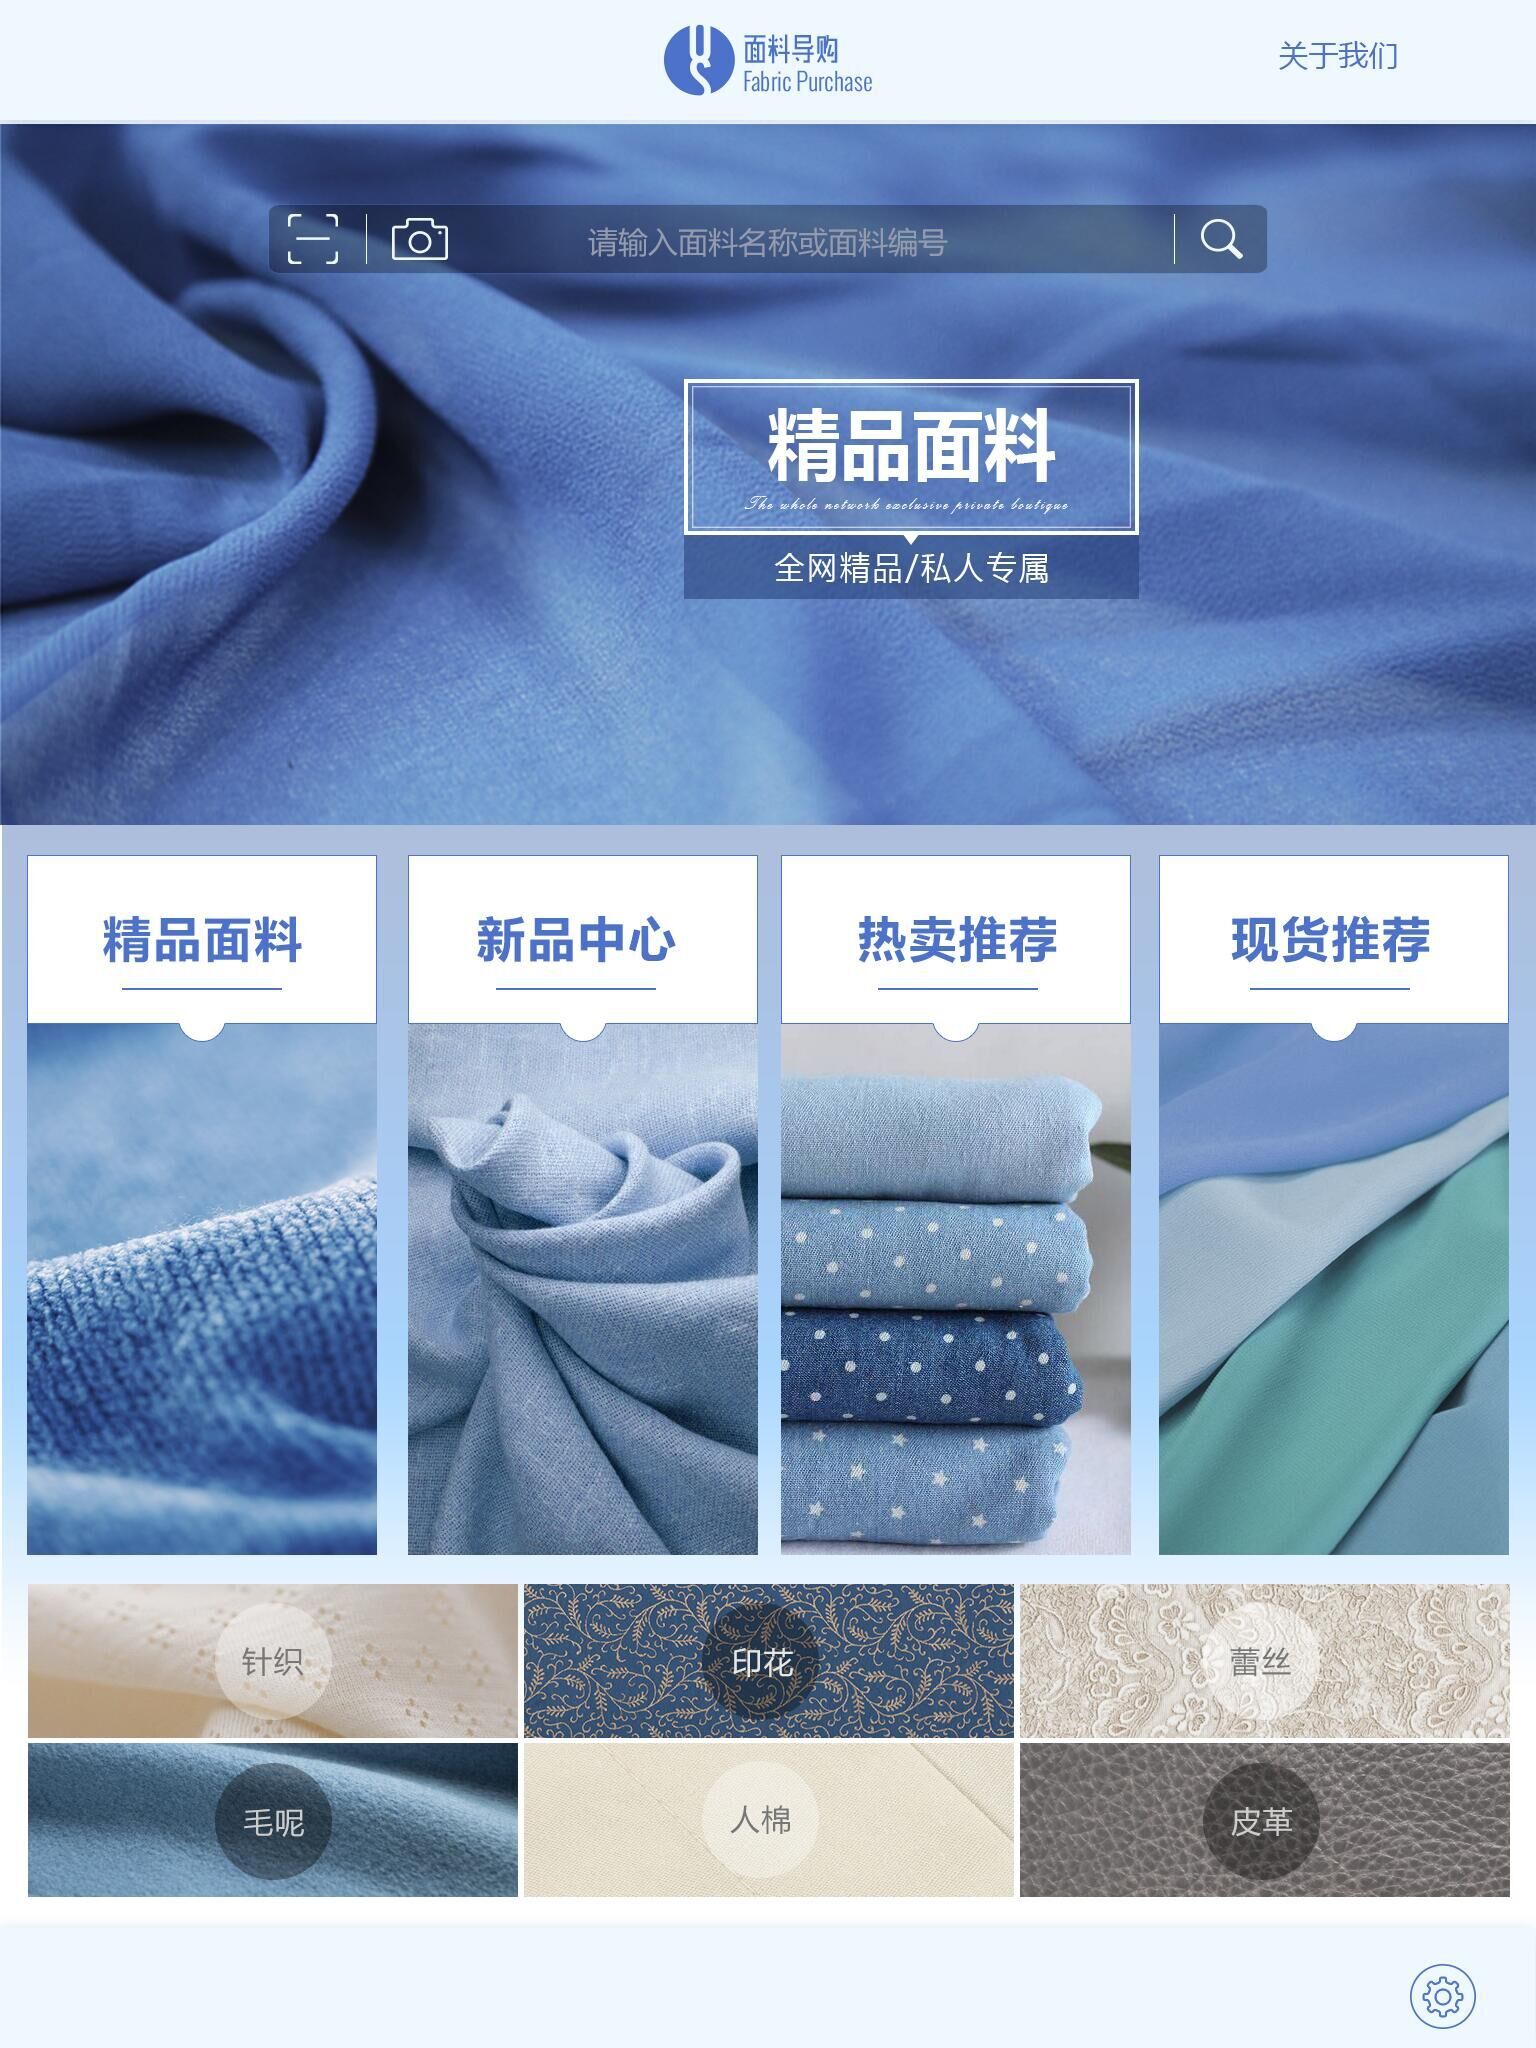 面料导购
Fabric Purchase
关于我们
请输入面料名称或面料编号
精品面料
The whole network exclusive private boutique
全网精品/私人专属
精品面料
新品中心
热卖推荐
现货推荐
针织
印花
蕾丝
毛呢
人棉
皮革